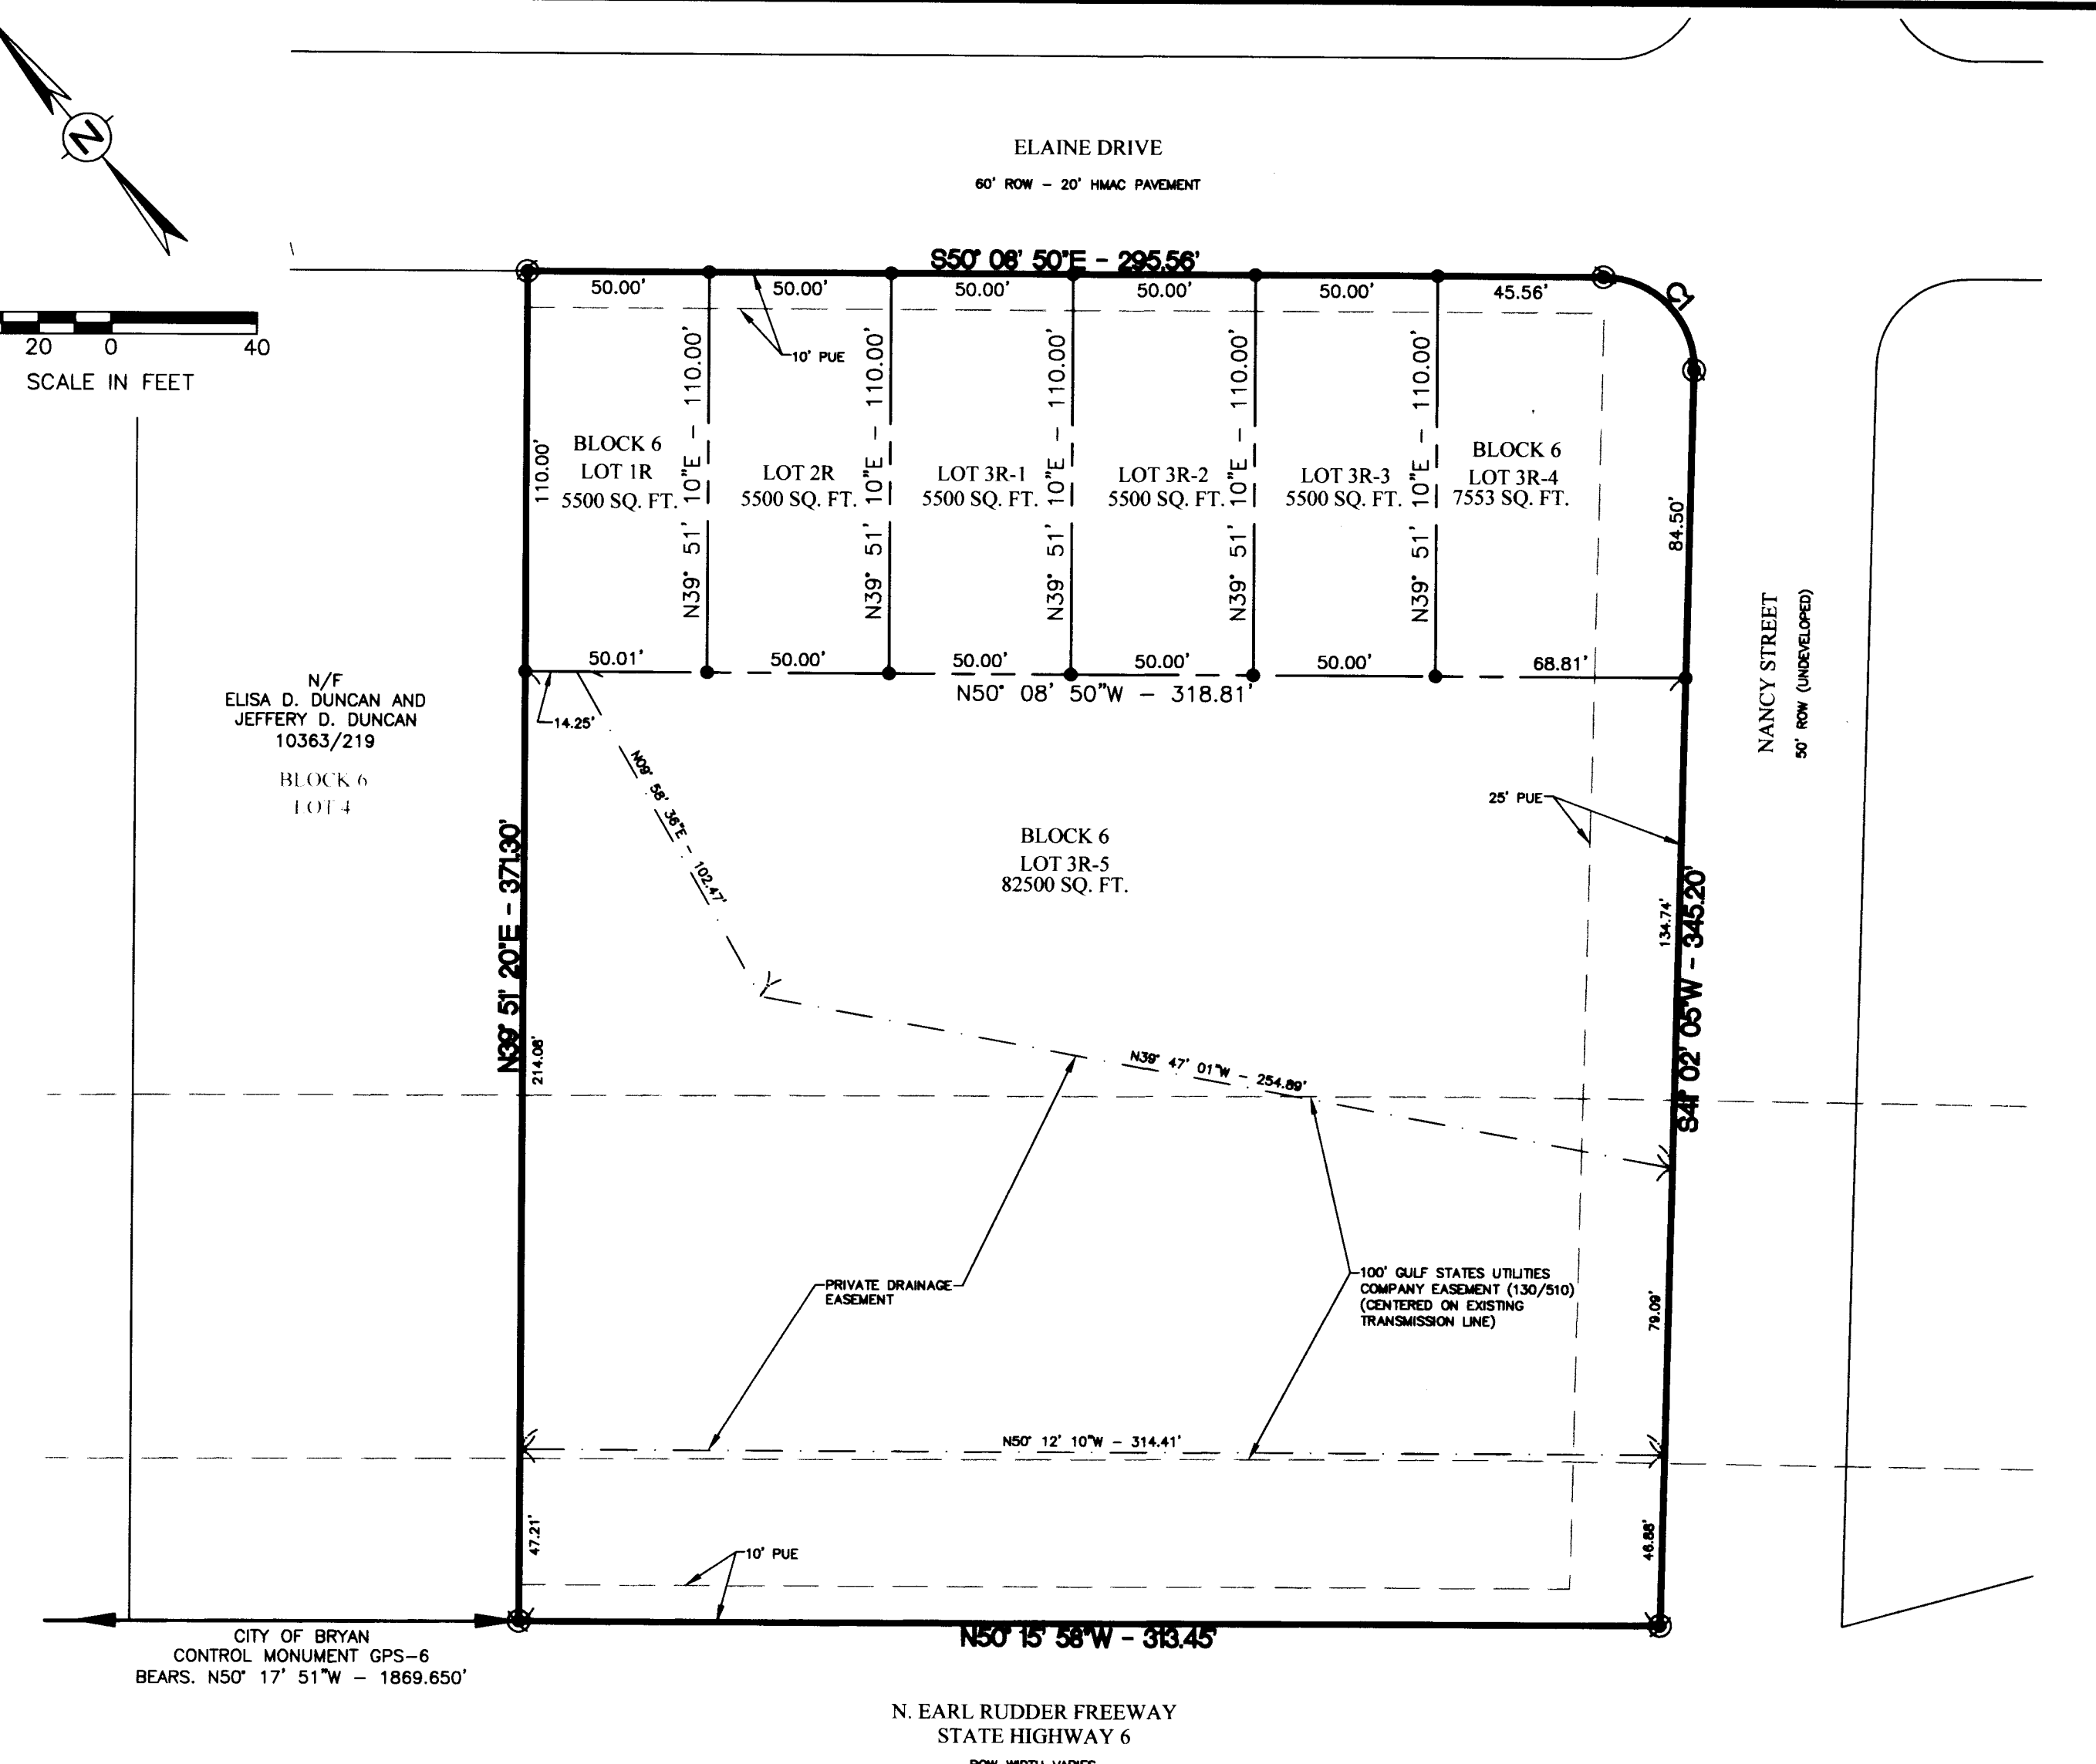 N
20 0 40
SCALE IN FEET
ELAINE DRIVE
60' ROW - 20' HMAC PAVEMENT
S50° 08' 50"E - 295.56'
50.00' 50.00' 50.00' 50.00' 50.00' 45.56'
C1
10' PUE
110.00'
BLOCK 6
LOT 1R
5500 SQ. FT.
N39° 51' 10"E - 110.00'
LOT 2R
5500 SQ. FT.
N39° 51' 10"E - 110.00'
LOT 3R-1
5500 SQ. FT.
N39° 51' 10"E - 110.00'
LOT 3R-2
5500 SQ. FT.
N39° 51' 10"E - 110.00'
LOT 3R-3
5500 SQ. FT.
N39° 51' 10"E - 110.00'
BLOCK 6
LOT 3R-4
7553 SQ. FT.
84.50'
50.01' 50.00' 50.00' 50.00' 50.00' 68.81'
N50° 08' 50"W - 318.81'
14.25'
NANCY STREET
50' ROW (UNDEVELOPED)
N/F
ELISA D. DUNCAN AND
JEFFERY D. DUNCAN
10363/219
BLOCK 6
LOT 4
N09° 58' 36"E - 102.47'
25' PUE
BLOCK 6
LOT 3R-5
82500 SQ. FT.
N39° 51' 20"E - 371.30'
134.74'
S41° 02' 05"W - 345.20'
214.08'
N39° 47' 01"W - 254.89'
PRIVATE DRAINAGE
EASEMENT
100' GULF STATES UTILITIES
COMPANY EASEMENT (130/510)
(CENTERED ON EXISTING
TRANSMISSION LINE)
79.09'
N50° 12' 10"W - 314.41'
47.21'
46.88'
10' PUE
N50° 15' 58"W - 313.45'
CITY OF BRYAN
CONTROL MONUMENT GPS-6
BEARS. N50° 17' 51"W - 1869.650'
N. EARL RUDDER FREEWAY
STATE HIGHWAY 6
ROW WIDTH VARIES